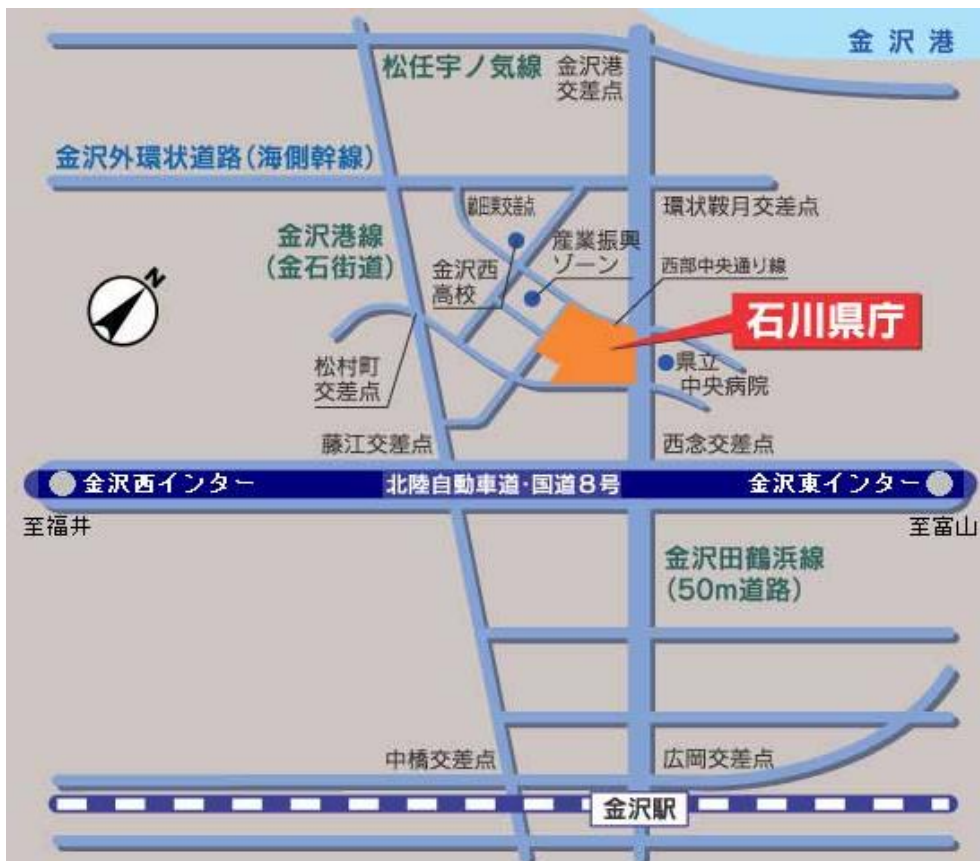 金沢港
松任宇ノ気線
金沢港
交差点
金沢外環状道路(海側幹線)
環状鞍月交差点
金沢港線
(金石街道)
産業振興
ゾーン
金沢西
高校
西部中央通り線
N
石川県庁
松村町
交差点
県立
中央病院
藤江交差点
西念交差点
金沢西インター
北陸自動車道・国道8号
金沢東インター
至福井
至富山
金沢田鶴浜線
(50m道路)
中橋交差点
広岡交差点
金沢駅